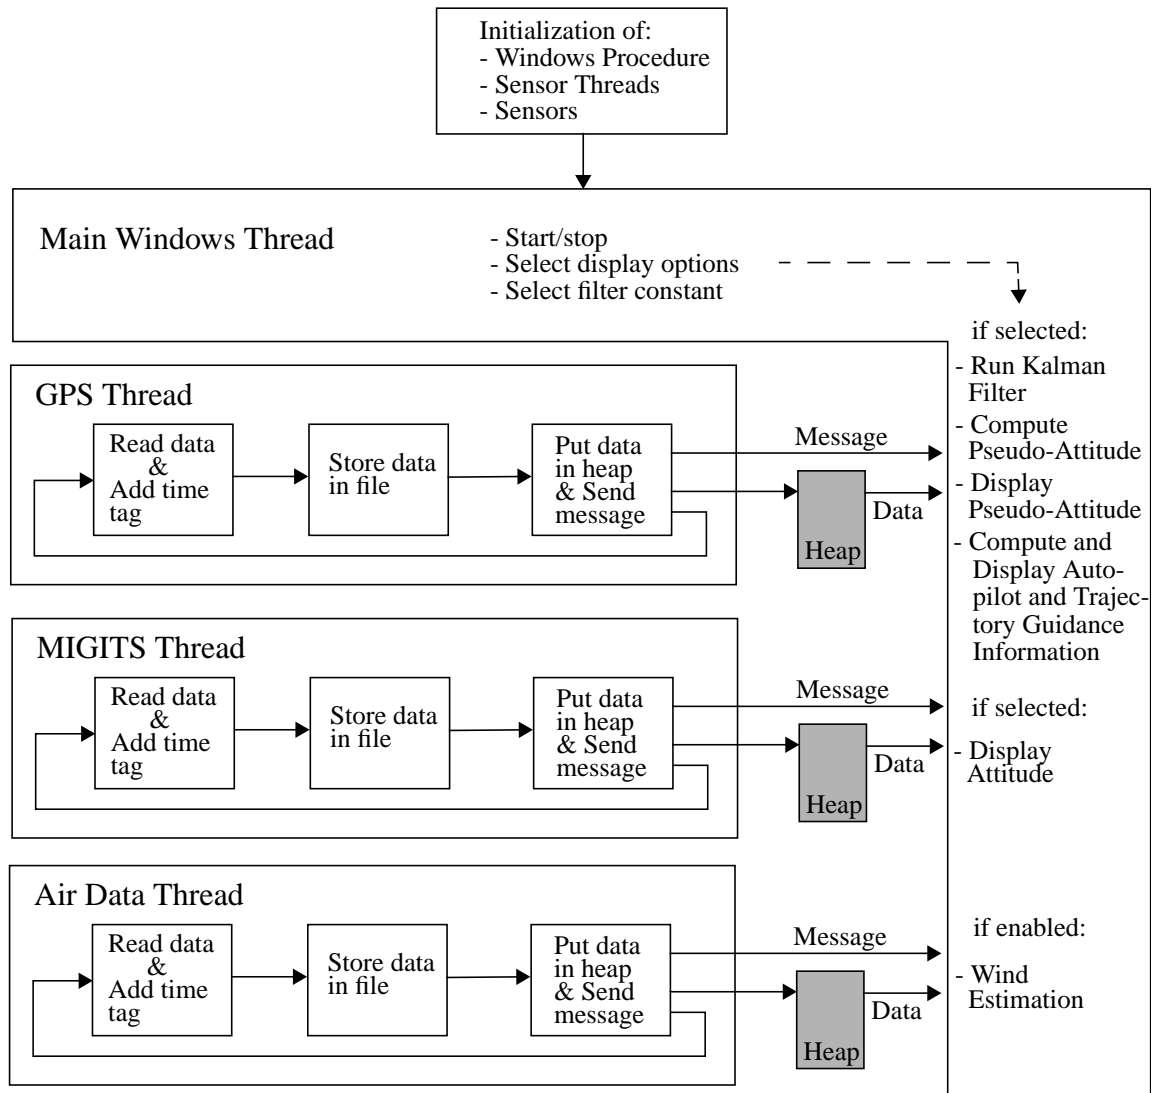 Initialization of:
- Windows Procedure
- Sensor Threads
- Sensors
Main Windows Thread
- Start/stop
- Select display options
- Select filter constant
if selected:
- Run Kalman
Filter
- Compute
Pseudo-Attitude
- Display
Pseudo-Attitude
- Compute and
Display Auto-
pilot and Trajec-
tory Guidance
Information
GPS Thread
Read data
&
Add time
tag
Store data
in file
Put data
in heap
& Send
message
Message
Heap
Data
MIGITS Thread
Read data
&
Add time
tag
Store data
in file
Put data
in heap
& Send
message
Message
Heap
Data
if selected:
- Display
Attitude
Air Data Thread
Read data
&
Add time
tag
Store data
in file
Put data
in heap
& Send
message
Message
Heap
Data
if enabled:
- Wind
Estimation